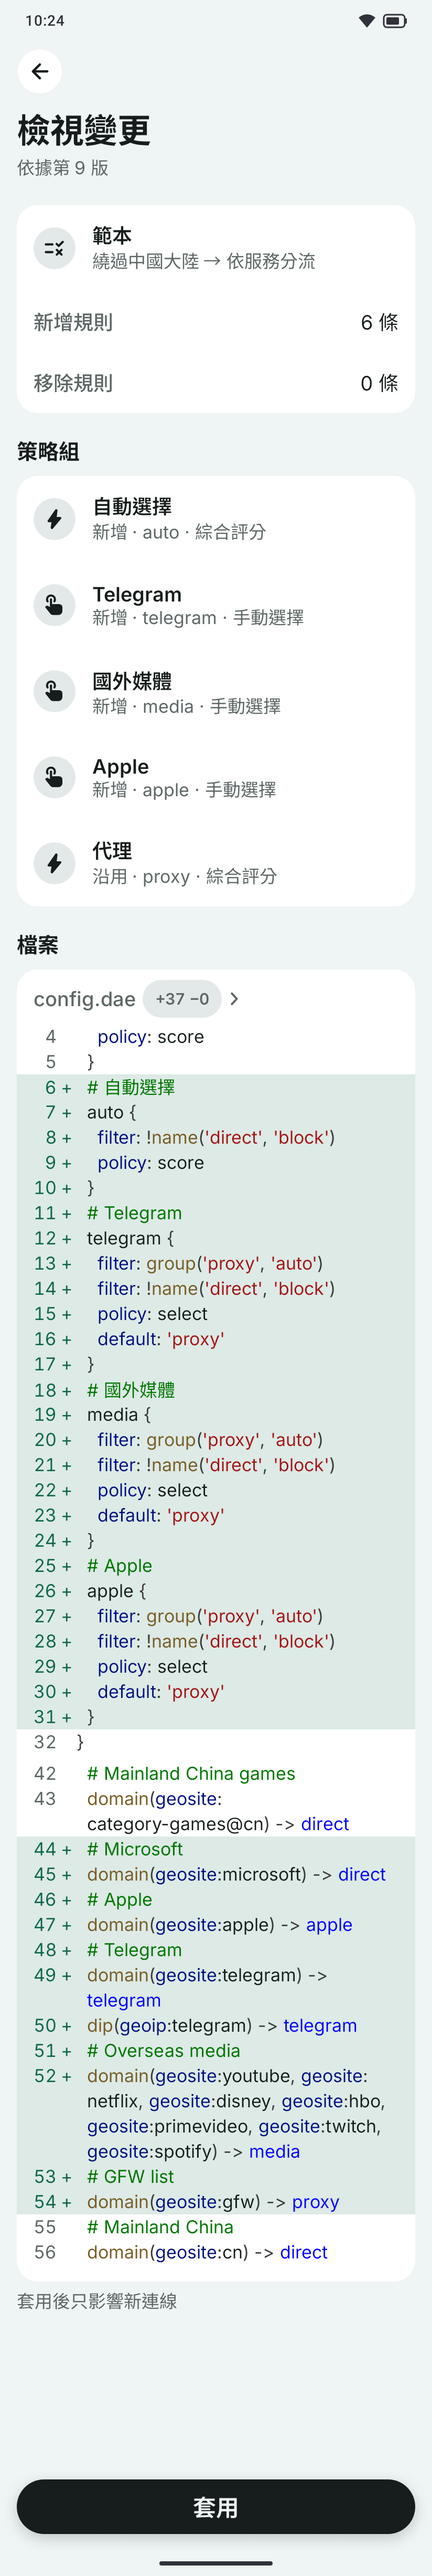 10:24
檢視變更
依據第 9 版
範本
繞過中國大陸 → 依服務分流
新增規則 6 條
移除規則 0 條
策略組
自動選擇
新增 · auto · 綜合評分
Telegram
新增 · telegram · 手動選擇
國外媒體
新增 · media · 手動選擇
Apple
新增 · apple · 手動選擇
代理
沿用 · proxy · 綜合評分
檔案
config.dae +37 −0
4 policy: score
5 }
6 + # 自動選擇
7 + auto {
8 + filter: !name('direct', 'block')
9 + policy: score
10 + }
11 + # Telegram
12 + telegram {
13 + filter: group('proxy', 'auto')
14 + filter: !name('direct', 'block')
15 + policy: select
16 + default: 'proxy'
17 + }
18 + # 國外媒體
19 + media {
20 + filter: group('proxy', 'auto')
21 + filter: !name('direct', 'block')
22 + policy: select
23 + default: 'proxy'
24 + }
25 + # Apple
26 + apple {
27 + filter: group('proxy', 'auto')
28 + filter: !name('direct', 'block')
29 + policy: select
30 + default: 'proxy'
31 + }
32 }
42 # Mainland China games
43 domain(geosite:
category-games@cn) -> direct
44 + # Microsoft
45 + domain(geosite:microsoft) -> direct
46 + # Apple
47 + domain(geosite:apple) -> apple
48 + # Telegram
49 + domain(geosite:telegram) ->
telegram
50 + dip(geoip:telegram) -> telegram
51 + # Overseas media
52 + domain(geosite:youtube, geosite:
netflix, geosite:disney, geosite:hbo,
geosite:primevideo, geosite:twitch,
geosite:spotify) -> media
53 + # GFW list
54 + domain(geosite:gfw) -> proxy
55 # Mainland China
56 domain(geosite:cn) -> direct
套用後只影響新連線
套用